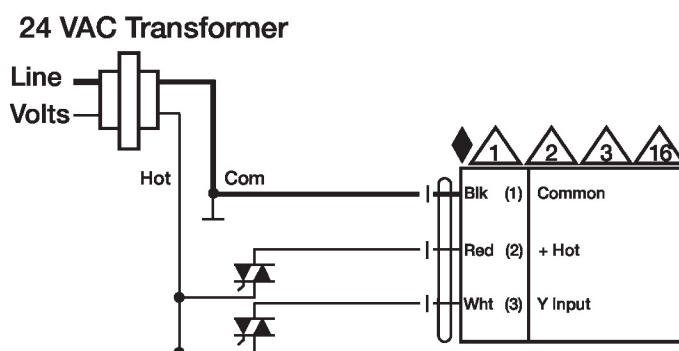 24 VAC Transformer
Line
Volts
Hot
Com
1 2 3 16
Blk (1) Common
Red (2) + Hot
Wht (3) Y Input